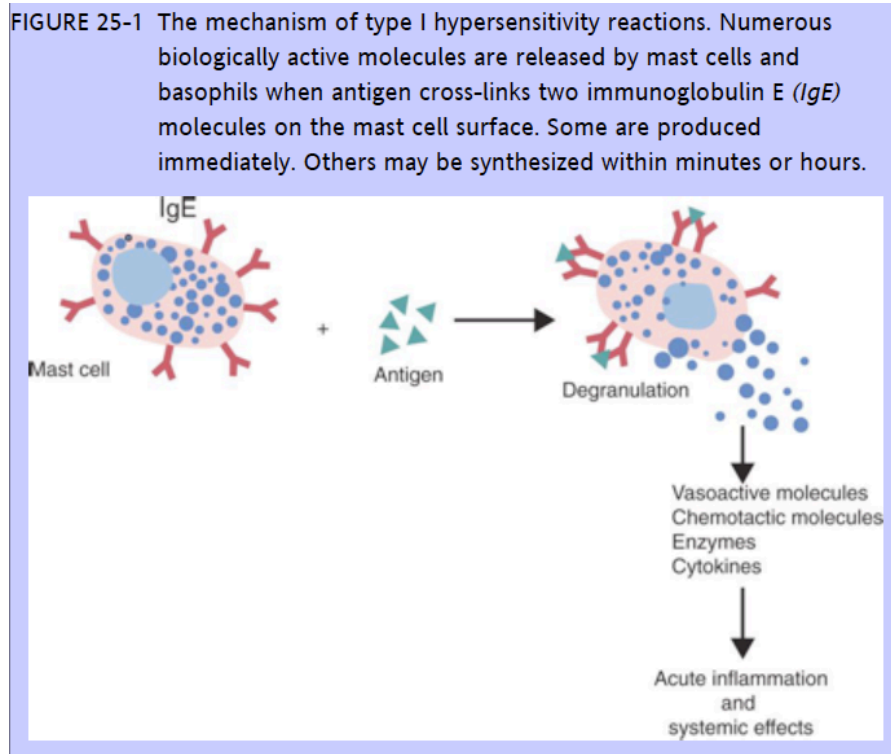 FIGURE 25-1 The mechanism of type I hypersensitivity reactions. Numerous
biologically active molecules are released by mast cells and
basophils when antigen cross-links two immunoglobulin E (IgE)
molecules on the mast cell surface. Some are produced
immediately. Others may be synthesized within minutes or hours.
IgE
+
Mast cell
Antigen
Degranulation
Vasoactive molecules
Chemotactic molecules
Enzymes
Cytokines
Acute inflammation
and
systemic effects